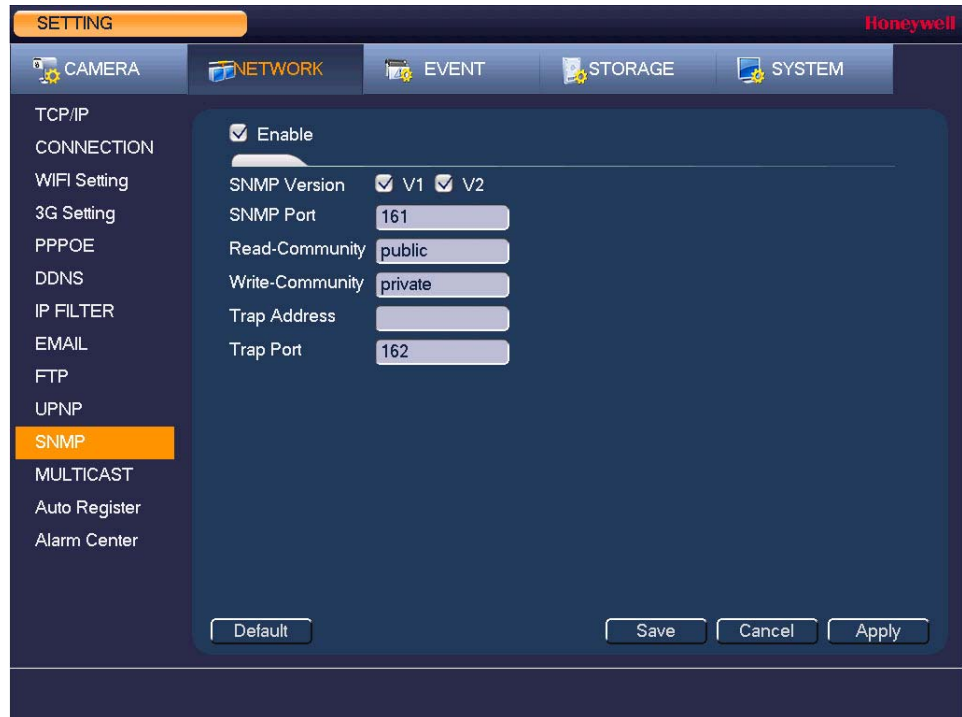 SETTING
Honeywell
CAMERA
NETWORK
EVENT
STORAGE
SYSTEM
TCP/IP
CONNECTION
WIFI Setting
3G Setting
PPPOE
DDNS
IP FILTER
EMAIL
FTP
UPNP
SNMP
MULTICAST
Auto Register
Alarm Center
Enable
SNMP Version V1 V2
SNMP Port 161
Read-Community public
Write-Community private
Trap Address
Trap Port 162
Default
Save
Cancel
Apply